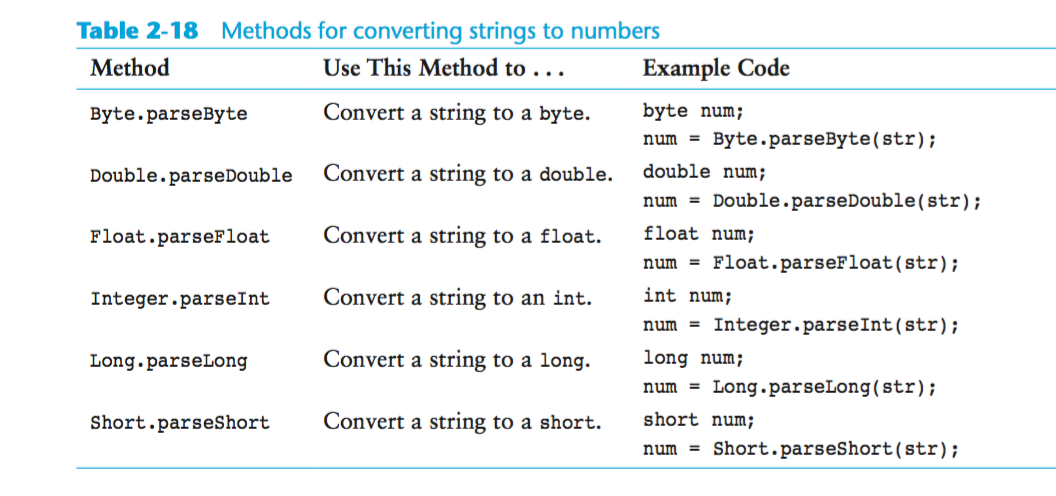 Table 2-18 Methods for converting strings to numbers
Method Use This Method to . . . Example Code
Byte.parseByte Convert a string to a byte. byte num;
num = Byte.parseByte(str);
Double.parseDouble Convert a string to a double. double num;
num = Double.parseDouble(str);
Float.parseFloat Convert a string to a float. float num;
num = Float.parseFloat(str);
Integer.parseInt Convert a string to an int. int num;
num = Integer.parseInt(str);
Long.parseLong Convert a string to a long. long num;
num = Long.parseLong(str);
Short.parseShort Convert a string to a short. short num;
num = Short.parseShort(str);